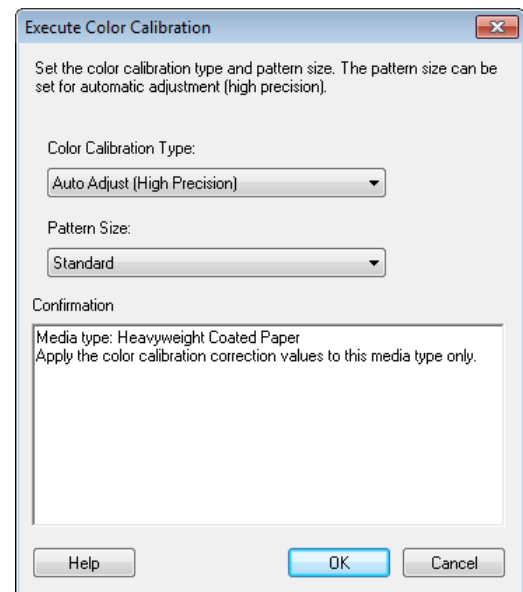 Execute Color Calibration
Set the color calibration type and pattern size. The pattern size can be
set for automatic adjustment (high precision).
Color Calibration Type:
Auto Adjust (High Precision)
Pattern Size:
Standard
Confirmation
Media type: Heavyweight Coated Paper
Apply the color calibration correction values to this media type only.
Help
OK
Cancel